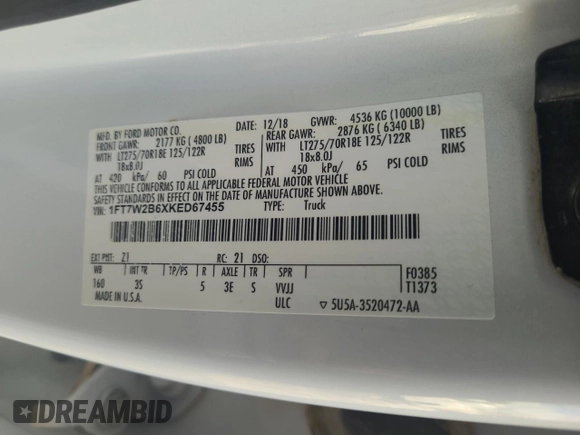 MFD. BY FORD MOTOR CO.
12/18 GVWR: 4536 KG (10000 LB)
FRONT GAWR: 2177 KG (4800 LB) REAR GAWR: 2876 KG (6340 LB)
WITH LT275/70R18E 125/122R TIRES WITH LT275/70R18E 125/122R TIRES
18x8.0J RIMS 18x8.0J RIMS
AT 420 kPa/ 60 PSI COLD AT 450 kPa/ 65 PSI COLD
THIS VEHICLE CONFORMS TO ALL APPLICABLE FEDERAL MOTOR VEHICLE SAFETY STANDARDS
IN EFFECT ON THE DATE OF MANUFACTURE SHOWN ABOVE.
VIN: 1FT7W2B6XKED67455 TYPE: Truck
EXT PNT: Z1 RC: 21 DSO:
WB INT TR TP/PS R AXLE TR SPR F0385
160 3S 5 3E S VVJJ T1373
MADE IN U.S.A. ULC 5U5A-3520472-AA
DREAMBID